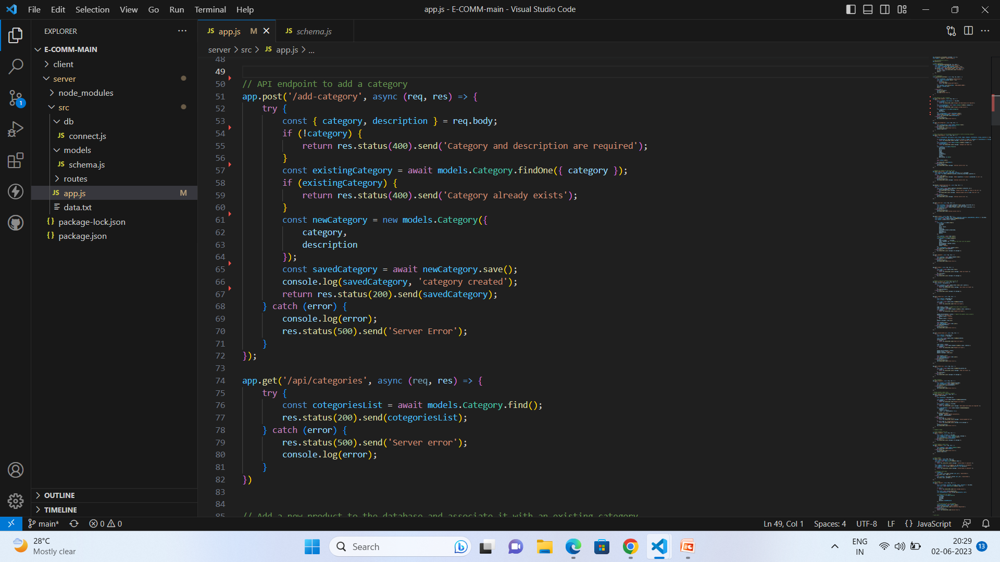 File Edit Selection View Go Run Terminal Help
app.js - E-COMM-main - Visual Studio Code
EXPLORER
E-COMM-MAIN
client
server
node_modules
src
db
JS connect.js
models
JS schema.js
routes
JS app.js M
data.txt
{} package-lock.json
{} package.json
OUTLINE
TIMELINE
1
JS app.js M
JS schema.js
server > src > JS app.js > ...
48
49
50 // API endpoint to add a category
51 app.post('/add-category', async (req, res) => {
52 try {
53 const { category, description } = req.body;
54 if (!category) {
55 return res.status(400).send('Category and description are required');
56 }
57 const existingCategory = await models.Category.findOne({ category });
58 if (existingCategory) {
59 return res.status(400).send('Category already exists');
60 }
61 const newCategory = new models.Category({
62 category,
63 description
64 });
65 const savedCategory = await newCategory.save();
66 console.log(savedCategory, 'category created');
67 return res.status(200).send(savedCategory);
68 } catch (error) {
69 console.log(error);
70 res.status(500).send('Server Error');
71 }
72 });
73
74 app.get('/api/categories', async (req, res) => {
75 try {
76 const cotegoriesList = await models.Category.find();
77 res.status(200).send(cotegoriesList);
78 } catch (error) {
79 res.status(500).send('Server error');
80 console.log(error);
81 }
82 })
83
84
85 // Add a new product to the database and associate it with an existing category
main* 0 0
Ln 49, Col 1 Spaces: 4 UTF-8 LF {} JavaScript
28°C
Mostly clear
Search
ENG
IN
20:29
02-06-2023
13